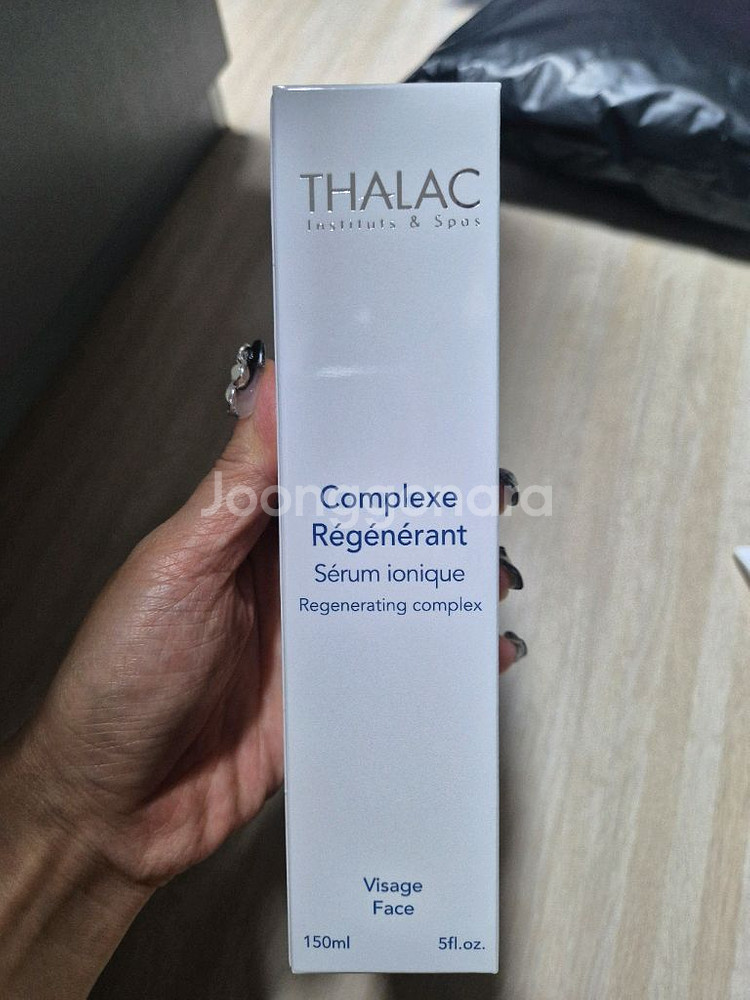 THALAC
Instituts & Spas
Complexe
Joonggonara
Régénérant
Sérum ionique
Regenerating complex
Visage
Face
150ml 5fl.oz.